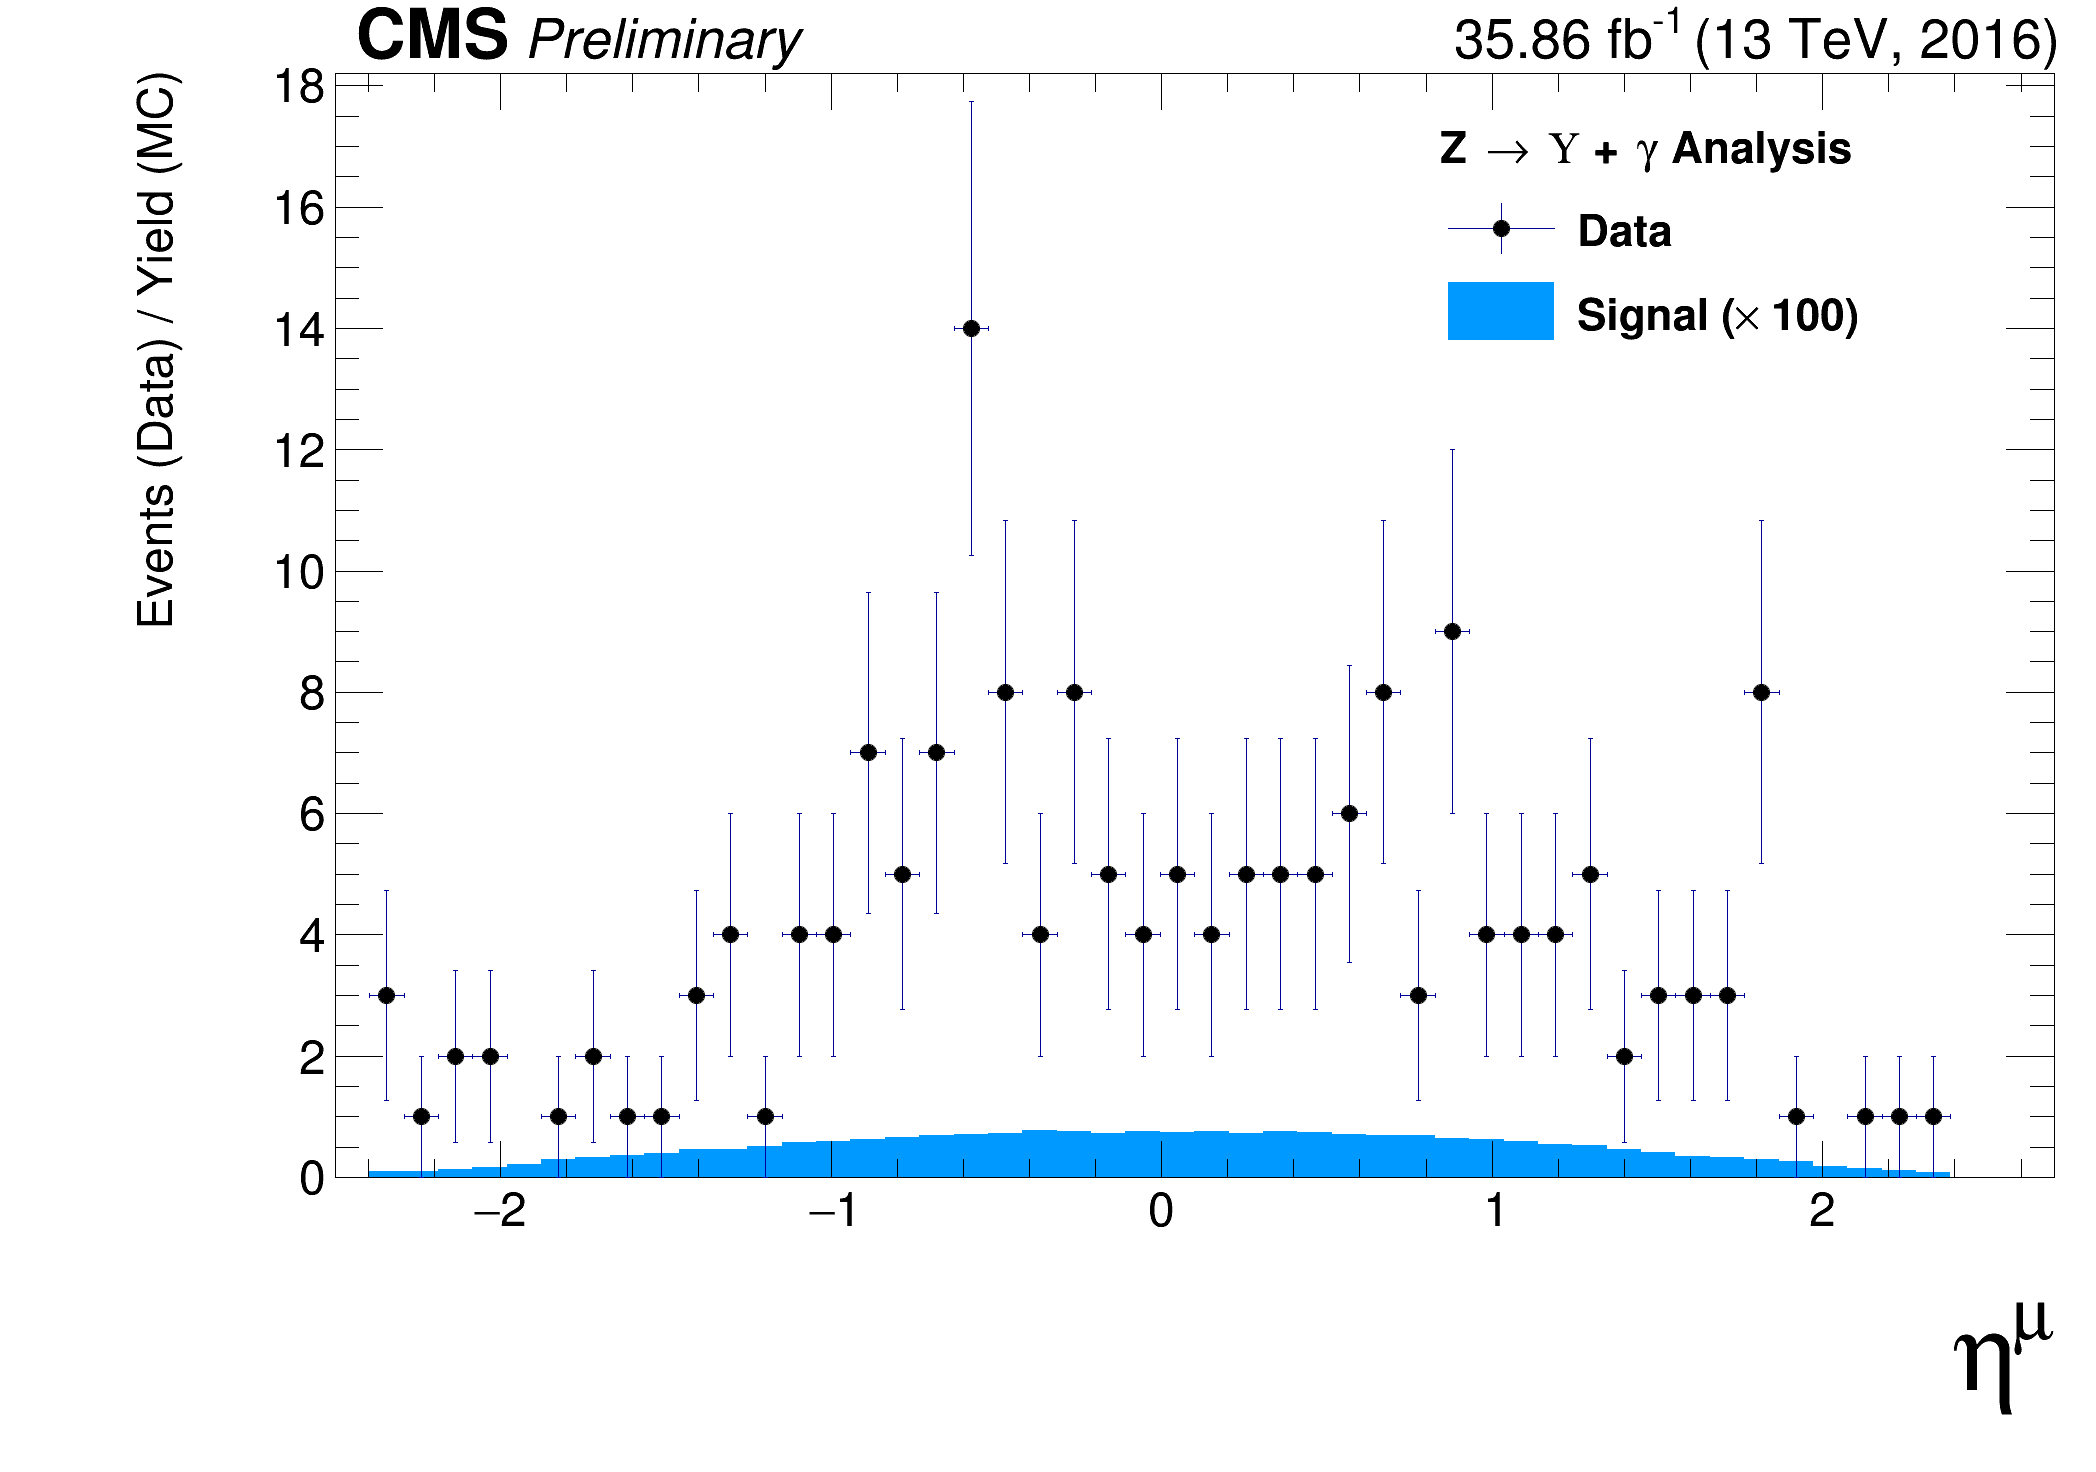 CMS Preliminary 35.86 fb⁻¹ (13 TeV, 2016)
Events (Data) / Yield (MC)
Z → Υ + γ Analysis
Data
Signal (× 100)
18
16
14
12
10
8
6
4
2
0
−2 −1 0 1 2
η^μ